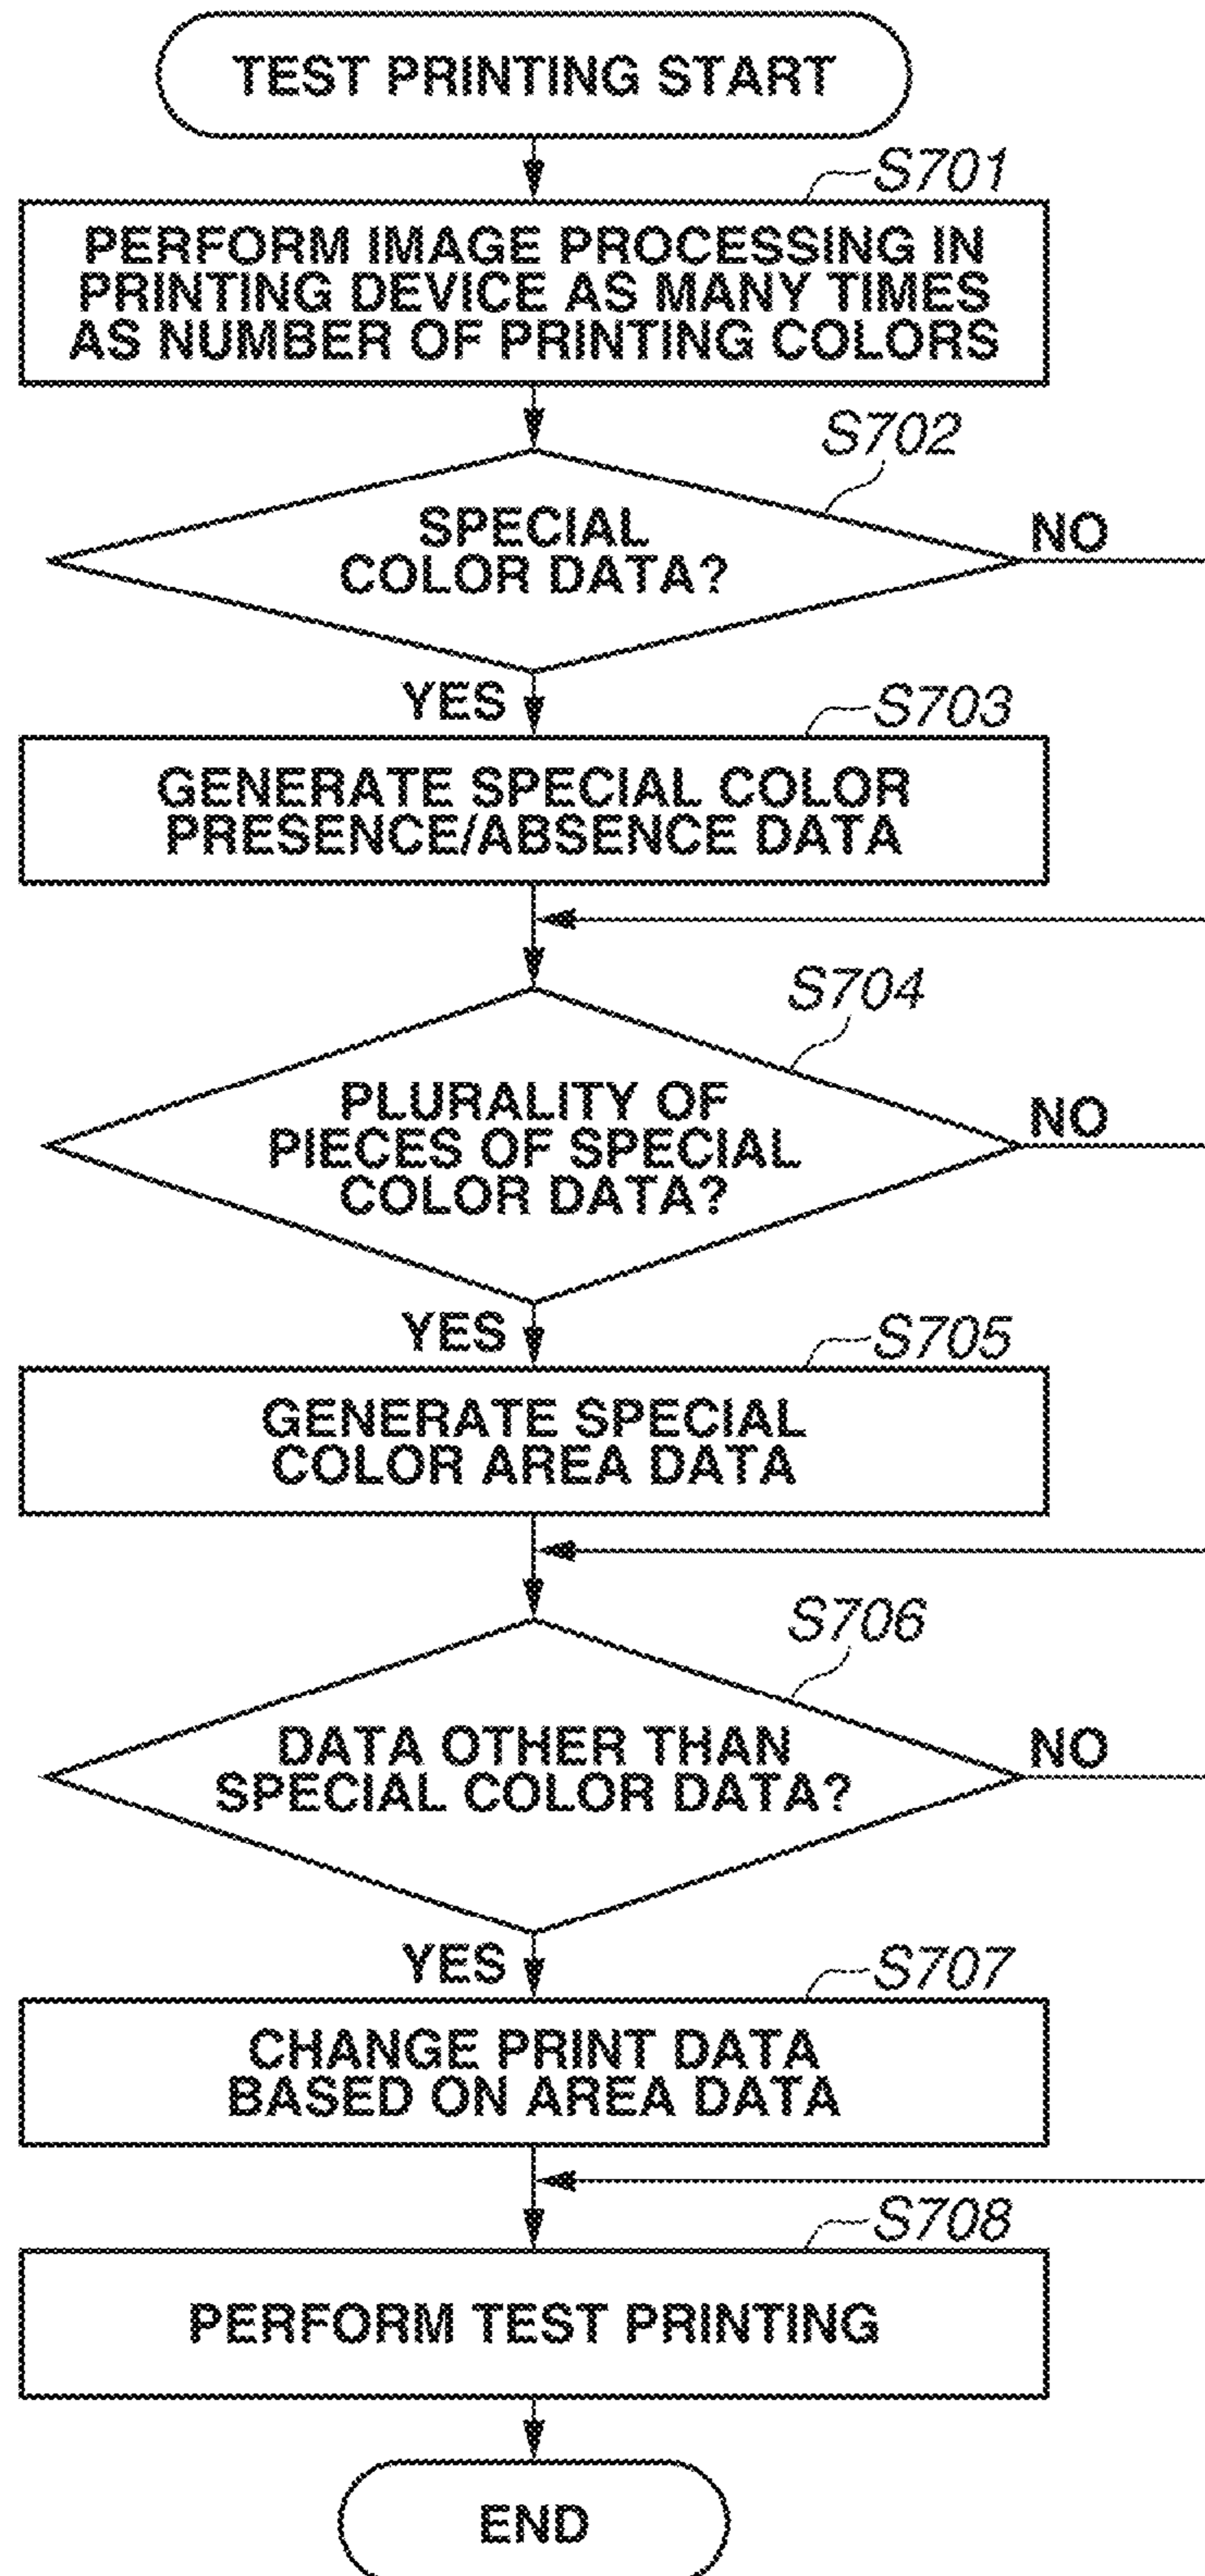 TEST PRINTING START
S701
PERFORM IMAGE PROCESSING IN
PRINTING DEVICE AS MANY TIMES
AS NUMBER OF PRINTING COLORS
S702
SPECIAL
COLOR DATA?
NO
YES
S703
GENERATE SPECIAL COLOR
PRESENCE/ABSENCE DATA
S704
PLURALITY OF
PIECES OF SPECIAL
COLOR DATA?
NO
YES
S705
GENERATE SPECIAL
COLOR AREA DATA
S706
DATA OTHER THAN
SPECIAL COLOR DATA?
NO
YES
S707
CHANGE PRINT DATA
BASED ON AREA DATA
S708
PERFORM TEST PRINTING
END